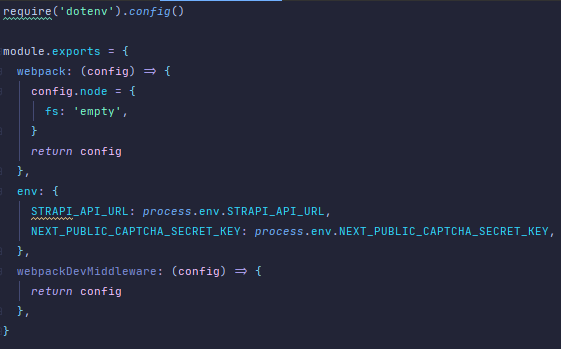 require('dotenv').config()
module.exports = {
webpack: (config) => {
config.node = {
fs: 'empty',
}
return config
},
env: {
STRAPI_API_URL: process.env.STRAPI_API_URL,
NEXT_PUBLIC_CAPTCHA_SECRET_KEY: process.env.NEXT_PUBLIC_CAPTCHA_SECRET_KEY,
},
webpackDevMiddleware: (config) => {
return config
},
}